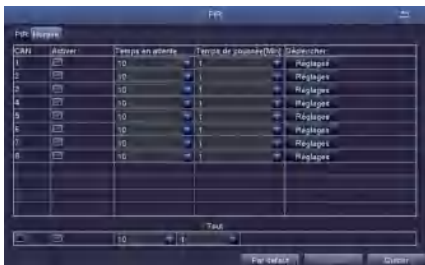 PIR
PIR Horaire
CAN Activer Temps en attente Temps de poussée(Min) Déclencher
1 10 1 Réglages
2 10 1 Réglages
3 10 1 Réglages
4 10 1 Réglages
5 10 1 Réglages
6 10 1 Réglages
7 10 1 Réglages
8 10 1 Réglages
Tout
10 1
Par défaut Quitter